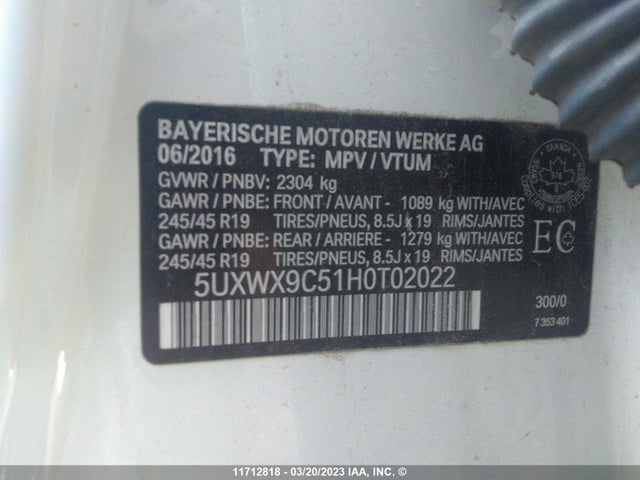 BAYERISCHE MOTOREN WERKE AG
06/2016 TYPE: MPV / VTUM
GVWR / PNBV: 2304 kg
GAWR / PNBE: FRONT / AVANT - 1089 kg WITH/AVEC
245/45 R19 TIRES/PNEUS, 8.5J x 19 RIMS/JANTES
GAWR / PNBE: REAR / ARRIERE - 1279 kg WITH/AVEC
245/45 R19 TIRES/PNEUS, 8.5J x 19 RIMS/JANTES
5UXWX9C51H0T02022
CANADA
978
EC
300/0
7 353 401
11712818 - 03/20/2023 IAA, INC. ©